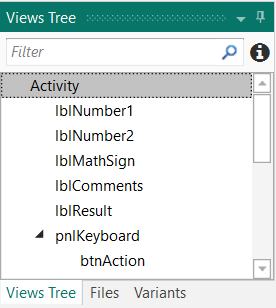 Views Tree
Filter
Activity
lblNumber1
lblNumber2
lblMathSign
lblComments
lblResult
pnlKeyboard
btnAction
Views Tree Files Variants